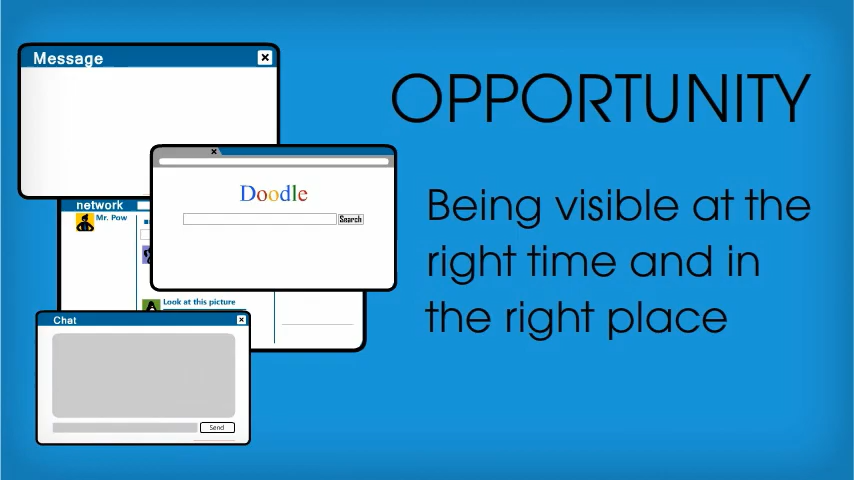 Message
OPPORTUNITY
Doodle
Search
network
Mr. Pow
Being visible at the
right time and in
the right place
Look at this picture
Chat
Send